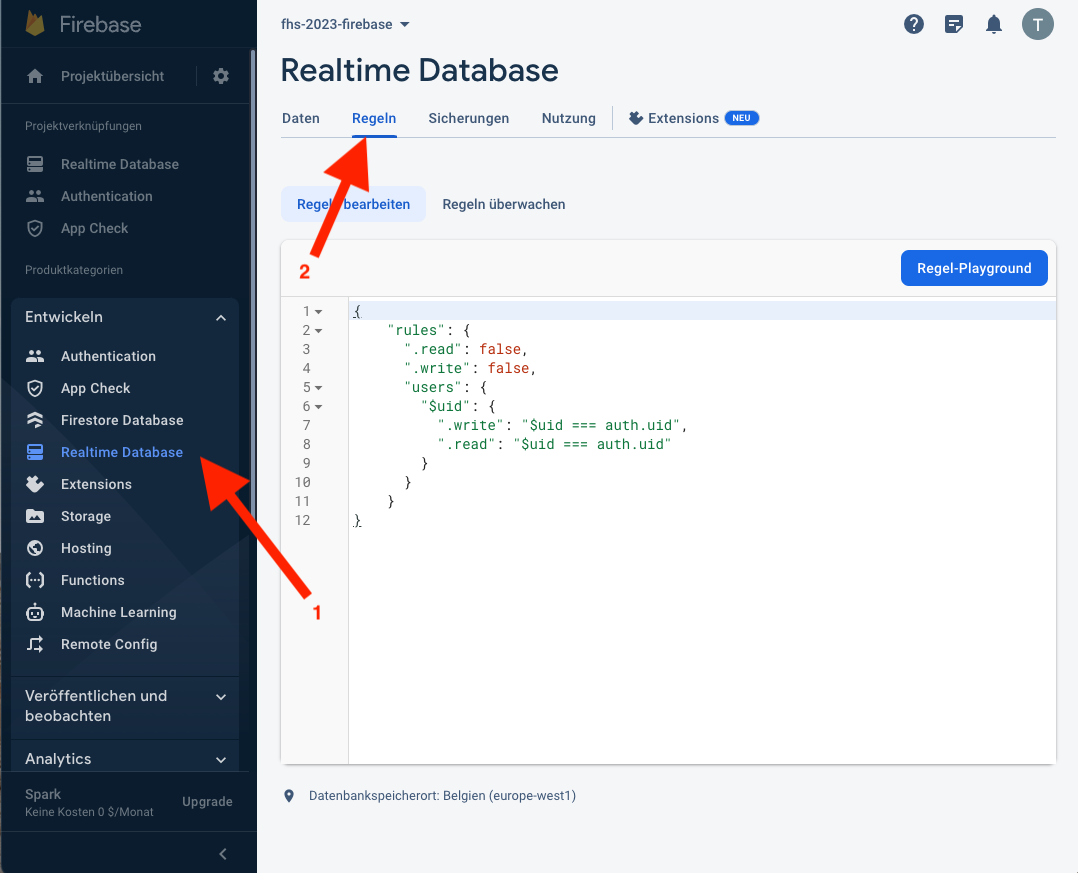 Firebase
Projektübersicht
Projektverknüpfungen
Realtime Database
Authentication
App Check
Produktkategorien
Entwickeln
Authentication
App Check
Firestore Database
Realtime Database
Extensions
Storage
Hosting
Functions
Machine Learning
Remote Config
Veröffentlichen und
beobachten
Analytics
Spark
Keine Kosten 0 $/Monat
Upgrade
fhs-2023-firebase
T
Realtime Database
Daten Regeln Sicherungen Nutzung Extensions NEU
Regeln bearbeiten Regeln überwachen
2
Regel-Playground
1 {
2     "rules": {
3       ".read": false,
4       ".write": false,
5       "users": {
6         "$uid": {
7           ".write": "$uid === auth.uid",
8           ".read": "$uid === auth.uid"
9         }
10       }
11     }
12 }
1
Datenbankspeicherort: Belgien (europe-west1)